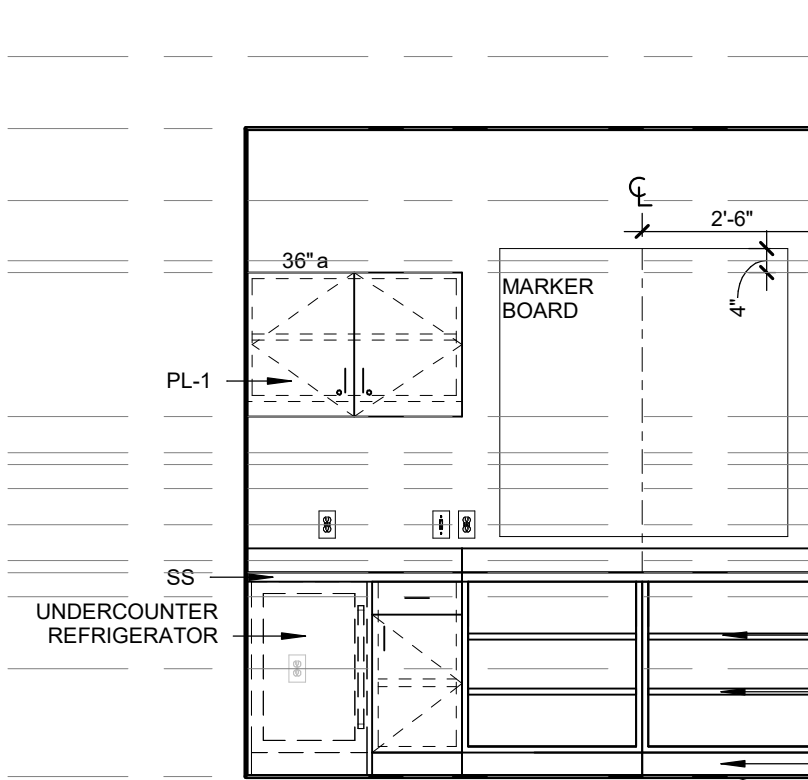 ℄
2'-6"
36" a
MARKER
BOARD
4"
PL-1
SS
UNDERCOUNTER
REFRIGERATOR